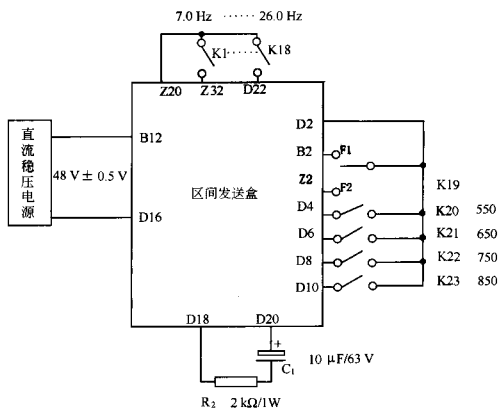 7.0 Hz ······ 26.0 Hz
K1 ······ K18
Z20 Z32 D22
直流稳压电源
48 V ± 0.5 V
B12
D16
区间发送盒
D2
B2 F1
Z2
F2
K19
D4 K20 550
D6 K21 650
D8 K22 750
D10 K23 850
D18 D20
+
C₁
10 μF/63 V
R₂ 2 kΩ/1W